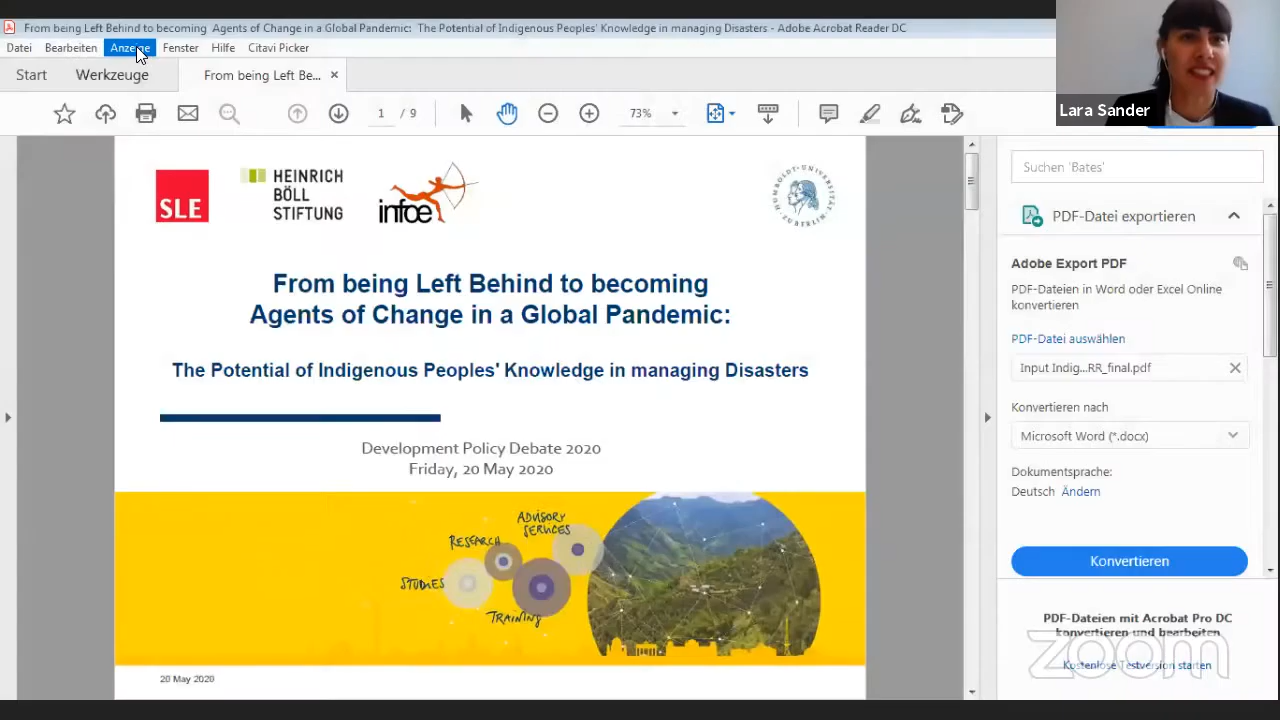 From being Left Behind to becoming Agents of Change in a Global Pandemic: The Potential of Indigenous Peoples' Knowledge in managing Disasters - Adobe Acrobat Reader DC
Datei Bearbeiten Anzeige Fenster Hilfe Citavi Picker
Start Werkzeuge From being Left Be... ×
1 / 9 73%
Lara Sander
Suchen 'Bates'
SLE
HEINRICH
BÖLL
STIFTUNG
infoe
HUMBOLDT-UNIVERSITÄT
ZU BERLIN
PDF-Datei exportieren
Adobe Export PDF
PDF-Dateien in Word oder Excel Online
konvertieren
PDF-Datei auswählen
Input Indig...RR_final.pdf
Konvertieren nach
Microsoft Word (*.docx)
Dokumentsprache:
Deutsch Ändern
Konvertieren
PDF-Dateien mit Acrobat Pro DC
konvertieren und bearbeiten
Kostenlose Testversion starten
zoom
From being Left Behind to becoming
Agents of Change in a Global Pandemic:
The Potential of Indigenous Peoples' Knowledge in managing Disasters
Development Policy Debate 2020
Friday, 20 May 2020
ADVISORY
SERVICES
RESEARCH
STUDIES
TRAINING
20 May 2020